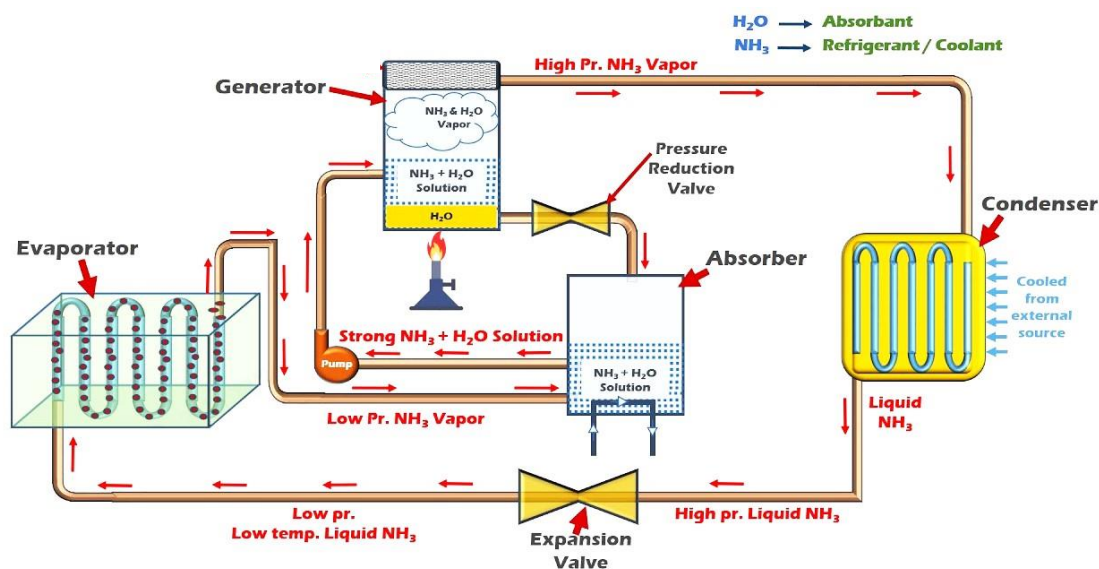 H₂O → Absorbant
NH₃ → Refrigerant / Coolant
High Pr. NH₃ Vapor
Generator
NH₃ & H₂O
Vapor
NH₃ + H₂O
Solution
H₂O
Pressure
Reduction
Valve
Condenser
Evaporator
Absorber
Cooled
from
external
source
Strong NH₃ + H₂O Solution
Pump
NH₃ + H₂O
Solution
Low Pr. NH₃ Vapor
Liquid
NH₃
Low pr.
Low temp. Liquid NH₃
High pr. Liquid NH₃
Expansion
Valve